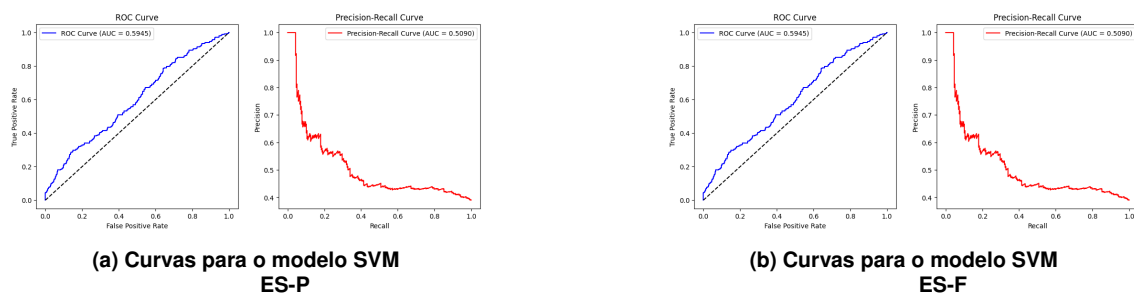 ROC Curve
ROC Curve (AUC = 0.5945)
True Positive Rate
1.0
0.8
0.6
0.4
0.2
0.0
0.0 0.2 0.4 0.6 0.8 1.0
False Positive Rate
Precision-Recall Curve
Precision-Recall Curve (AUC = 0.5090)
Precision
1.0
0.9
0.8
0.7
0.6
0.5
0.4
0.0 0.2 0.4 0.6 0.8 1.0
Recall
(a) Curvas para o modelo SVM
ES-P
ROC Curve
ROC Curve (AUC = 0.5945)
True Positive Rate
1.0
0.8
0.6
0.4
0.2
0.0
0.0 0.2 0.4 0.6 0.8 1.0
False Positive Rate
Precision-Recall Curve
Precision-Recall Curve (AUC = 0.5090)
Precision
1.0
0.9
0.8
0.7
0.6
0.5
0.4
0.0 0.2 0.4 0.6 0.8 1.0
Recall
(b) Curvas para o modelo SVM
ES-F